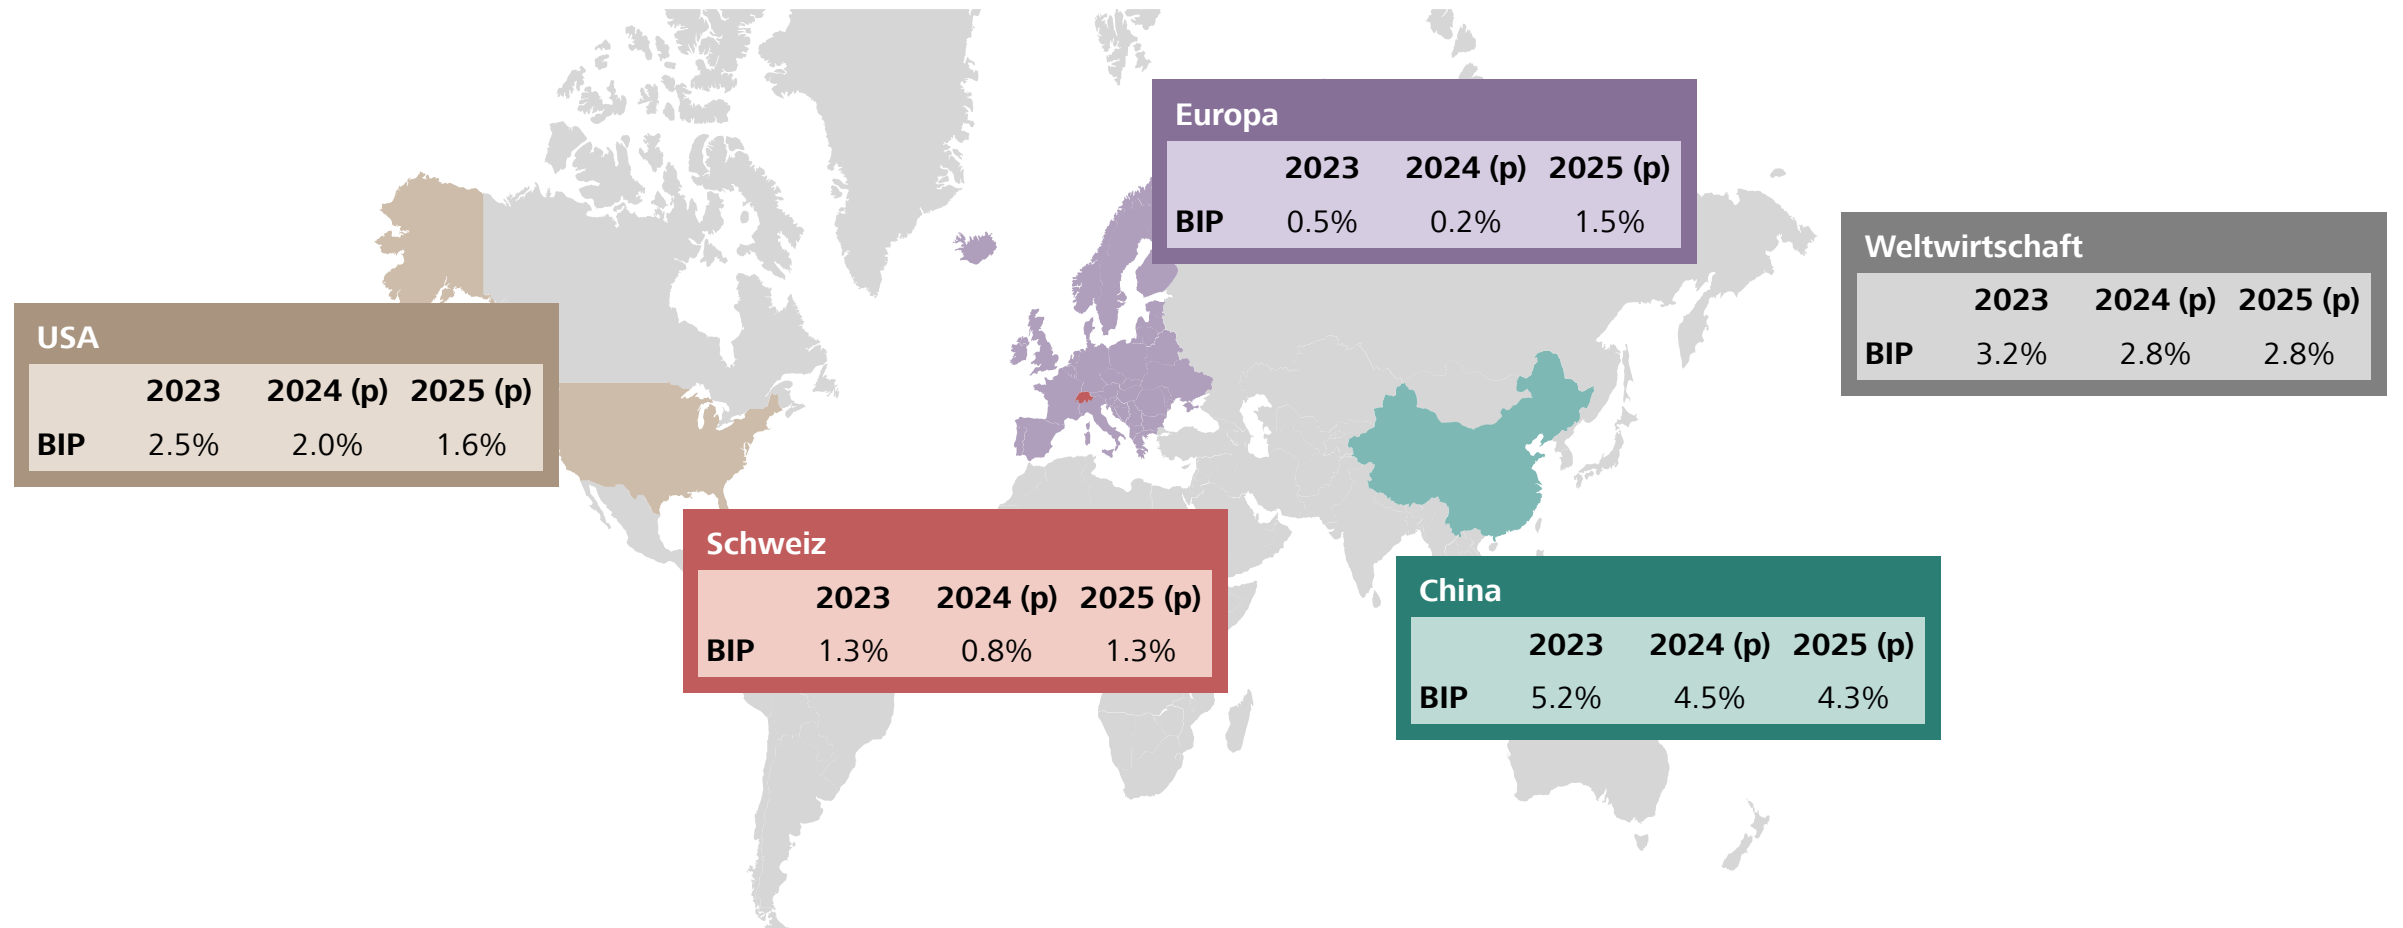 Europa
2023 2024 (p) 2025 (p)
BIP 0.5% 0.2% 1.5%
Weltwirtschaft
2023 2024 (p) 2025 (p)
BIP 3.2% 2.8% 2.8%
USA
2023 2024 (p) 2025 (p)
BIP 2.5% 2.0% 1.6%
Schweiz
2023 2024 (p) 2025 (p)
BIP 1.3% 0.8% 1.3%
China
2023 2024 (p) 2025 (p)
BIP 5.2% 4.5% 4.3%